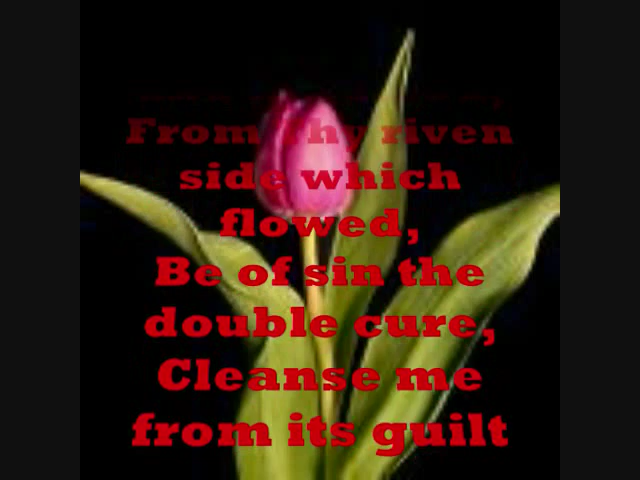 From Thy riven
side which
flowed,
Be of sin the
double cure,
Cleanse me
from its guilt